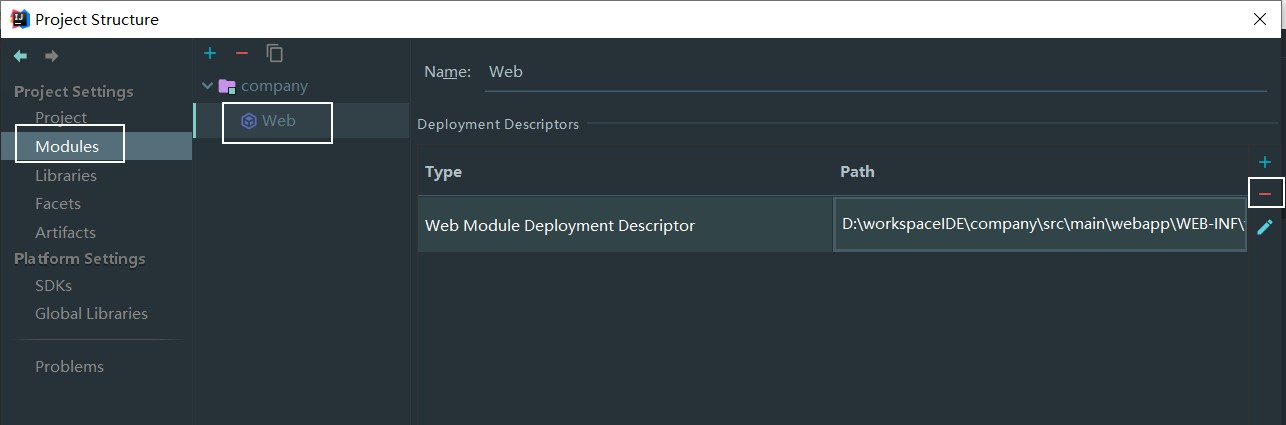 Project Structure
Project Settings
Project
Modules
Libraries
Facets
Artifacts
Platform Settings
SDKs
Global Libraries
Problems
company
Web
Name: Web
Deployment Descriptors
Type Path
Web Module Deployment Descriptor D:\workspaceIDE\company\src\main\webapp\WEB-INF\